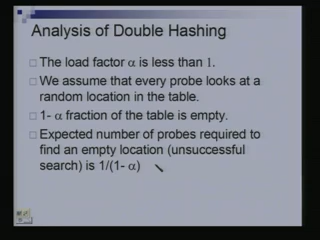 Analysis of Double Hashing
The load factor α is less than 1.
We assume that every probe looks at a
random location in the table.
1- α fraction of the table is empty.
Expected number of probes required to
find an empty location (unsuccessful
search) is 1/(1- α)